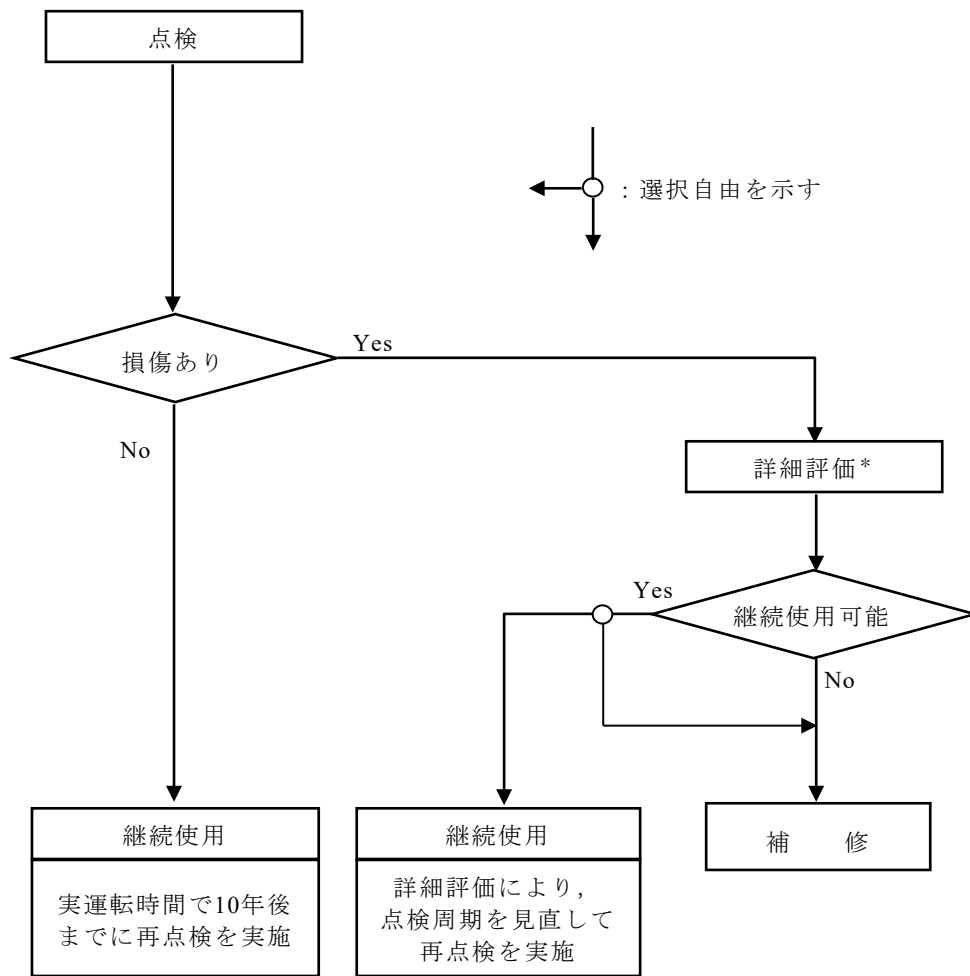 点検
：選択自由を示す
損傷あり
Yes
No
詳細評価*
Yes
継続使用可能
No
継続使用
実運転時間で10年後
までに再点検を実施
継続使用
詳細評価により，
点検周期を見直して
再点検を実施
補　　修